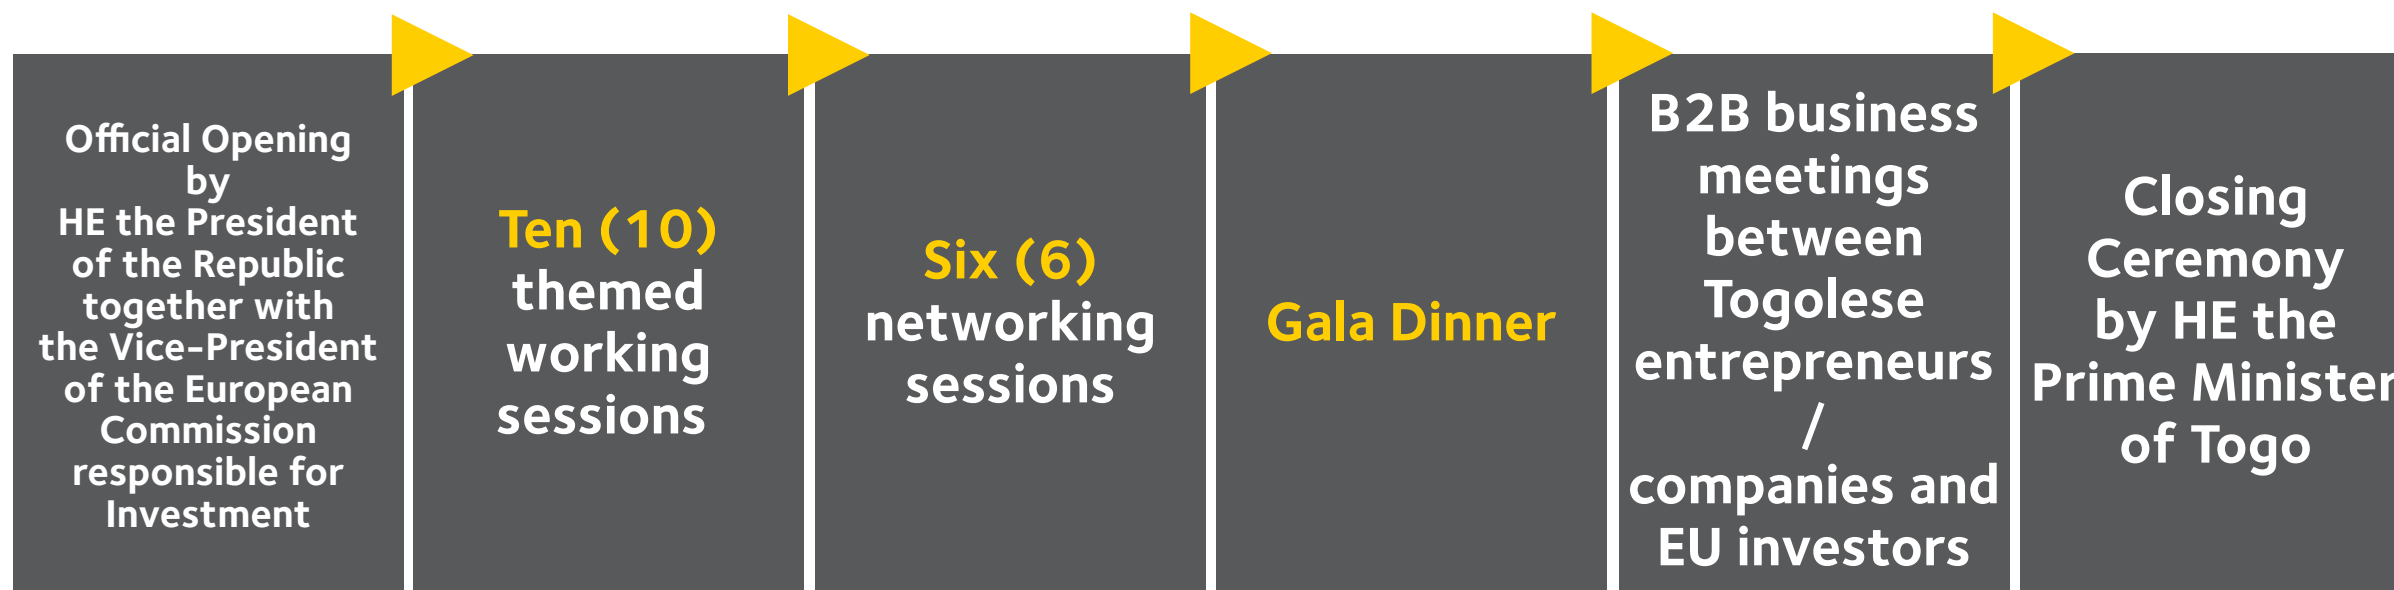 Official Opening
by
HE the President
of the Republic
together with
the Vice-President
of the European
Commission
responsible for
Investment
Ten (10)
themed
working
sessions
Six (6)
networking
sessions
Gala Dinner
B2B business
meetings
between
Togolese
entrepreneurs
/
companies and
EU investors
Closing
Ceremony
by HE the
Prime Minister
of Togo